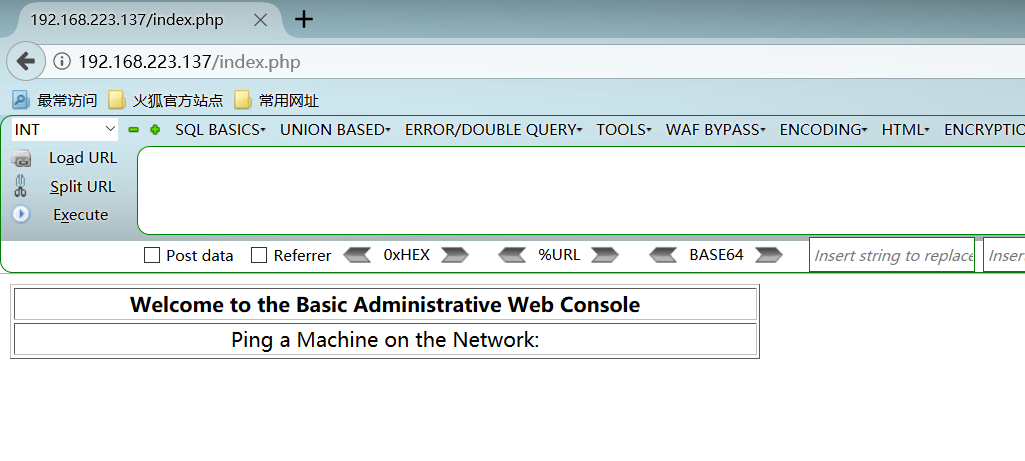 192.168.223.137/index.php
192.168.223.137/index.php
最常访问 火狐官方站点 常用网址
INT SQL BASICS UNION BASED ERROR/DOUBLE QUERY TOOLS WAF BYPASS ENCODING HTML ENCRYPTIO
Load URL
Split URL
Execute
Post data Referrer 0xHEX %URL BASE64 Insert string to replace Inser
Welcome to the Basic Administrative Web Console
Ping a Machine on the Network: